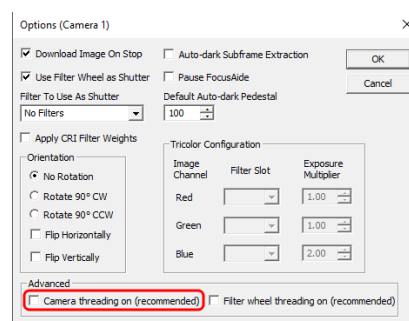 Options (Camera 1)
Download Image On Stop
Auto-dark Subframe Extraction
OK
Use Filter Wheel as Shutter
Pause FocusAide
Cancel
Filter To Use As Shutter
Default Auto-dark Pedestal
No Filters
100
Apply CRI Filter Weights
Tricolor Configuration
Orientation
Image Channel
Filter Slot
Exposure Multiplier
No Rotation
Red
1.00
Rotate 90° CW
Rotate 90° CCW
Green
1.00
Flip Horizontally
Flip Vertically
Blue
2.00
Advanced
Camera threading on (recommended)
Filter wheel threading on (recommended)